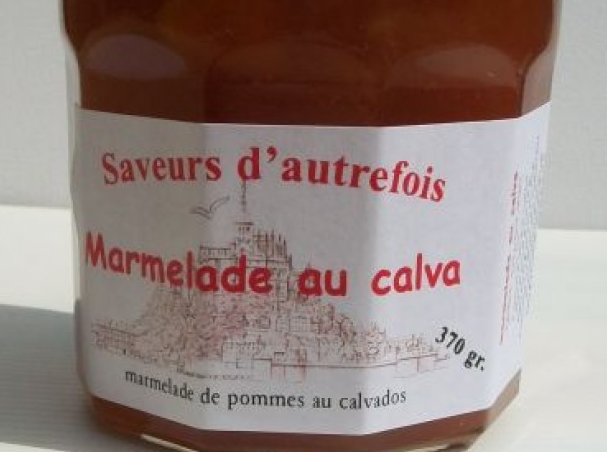 Saveurs d'autrefois
Marmelade au calva
370 gr.
marmelade de pommes au calvados